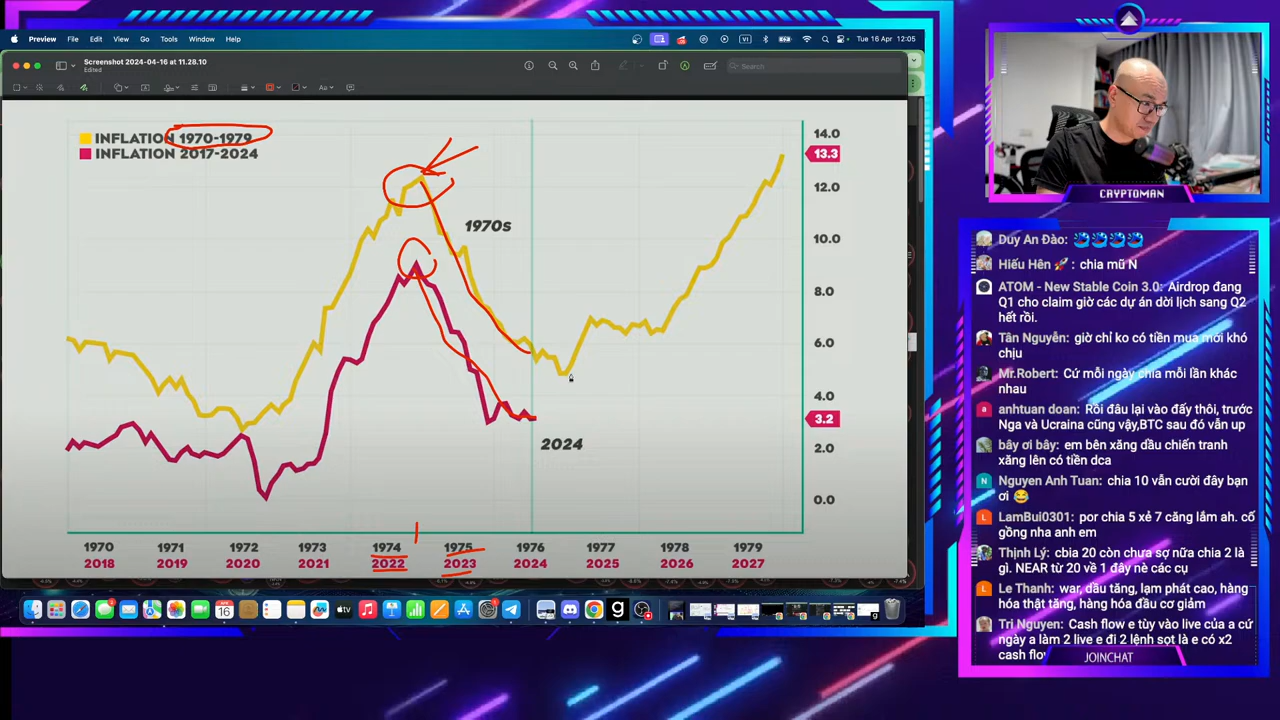 Preview File Edit View Go Tools Window Help
VI
Tue 16 Apr 12:05
Screenshot 2024-04-16 at 11.28.10
Edited
Search
INFLATION 1970-1979
INFLATION 2017-2024
1970s
2024
14.0
13.3
12.0
10.0
8.0
6.0
4.0
3.2
2.0
0.0
1970 1971 1972 1973 1974 1975 1976 1977 1978 1979
2018 2019 2020 2021 2022 2023 2024 2025 2026 2027
CRYPTOMAN
Duy An Đào:
Hiếu Hên 🚀 : chia mũ N
ATOM - New Stable Coin 3.0: Airdrop đang
Q1 cho claim giờ các dự án dời lịch sang Q2
hết rồi.
Tân Nguyễn: giờ chỉ ko có tiền mua mới khó
chịu
Mr.Robert: Cứ mỗi ngày chia mỗi lần khác
nhau
anhtuan doan: Rồi đâu lại vào đấy thôi, trước
Nga và Ucraina cũng vậy,BTC sau đó vẫn up
bây ơi bây: em bên xăng dầu chiến tranh
xăng lên có tiền dca
Nguyen Anh Tuan: chia 10 vẫn cười đây bạn
ơi 😂
LamBui0301: por chia 5 xẻ 7 căng lắm ah. cố
gồng nha anh em
Thịnh Lý: cbia 20 còn chưa sợ nữa chia 2 là
gì. NEAR từ 20 về 1 đây nè các cụ
Le Thanh: war, dầu tăng, lạm phát cao, hàng
hóa thật tăng, hàng hóa đầu cơ giảm
Tri Nguyen: Cash flow e tùy vào live của a cứ
ngày a làm 2 live e đi 2 lệnh sọt là e có x2
cash flow
JOINCHAT